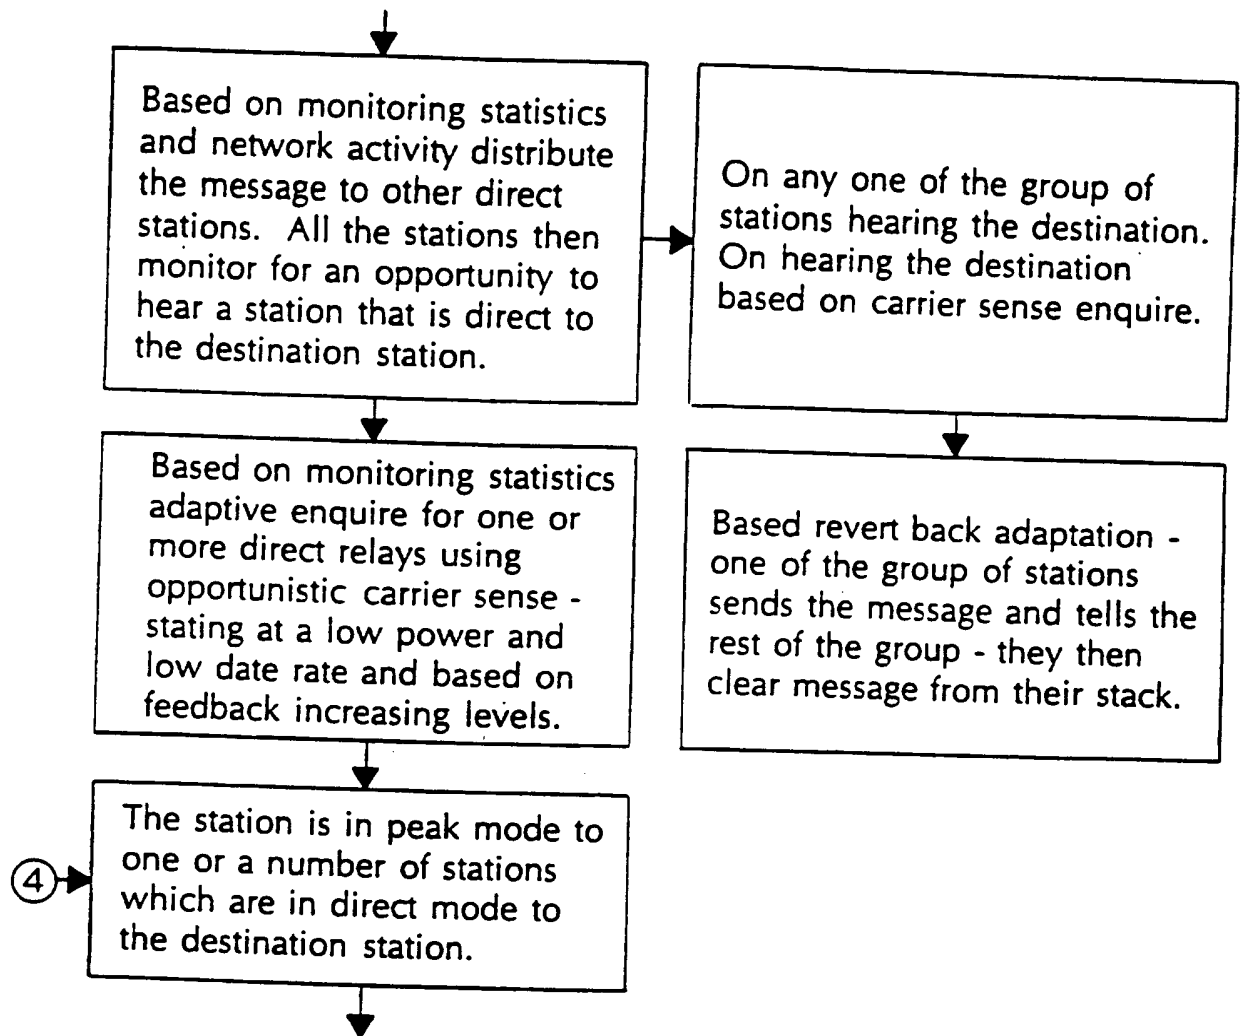 Based on monitoring statistics
and network activity distribute
the message to other direct
stations. All the stations then
monitor for an opportunity to
hear a station that is direct to
the destination station.
On any one of the group of
stations hearing the destination.
On hearing the destination
based on carrier sense enquire.
Based on monitoring statistics
adaptive enquire for one or
more direct relays using
opportunistic carrier sense -
stating at a low power and
low date rate and based on
feedback increasing levels.
Based revert back adaptation -
one of the group of stations
sends the message and tells the
rest of the group - they then
clear message from their stack.
4
The station is in peak mode to
one or a number of stations
which are in direct mode to
the destination station.